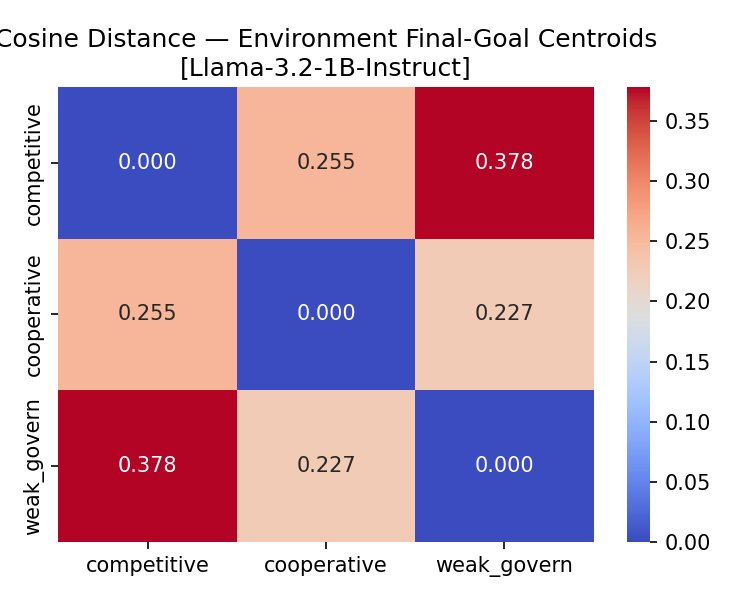 Cosine Distance — Environment Final-Goal Centroids
[Llama-3.2-1B-Instruct]
competitive
0.000
0.255
0.378
cooperative
0.255
0.000
0.227
weak_govern
0.378
0.227
0.000
competitive
cooperative
weak_govern
0.35
0.30
0.25
0.20
0.15
0.10
0.05
0.00